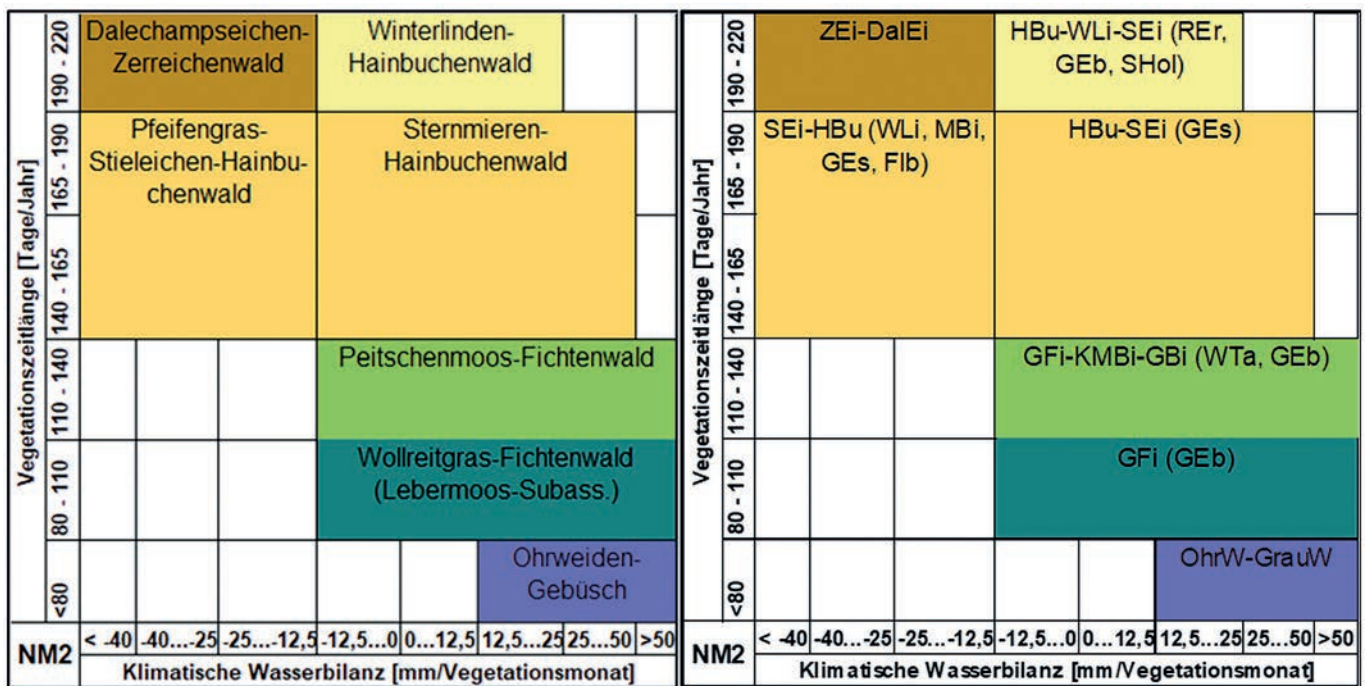 Vegetationszeitlänge [Tage/Jahr]
190 - 220
Dalechampseichen-
Zerreichenwald
Winterlinden-
Hainbuchenwald
165 - 190
Pfeifengras-
Stieleichen-Hainbu-
chenwald
Sternmieren-
Hainbuchenwald
140 - 165
110 - 140
Peitschenmoos-Fichtenwald
80 - 110
Wollreitgras-Fichtenwald
(Lebermoos-Subass.)
<80
Ohrweiden-
Gebüsch
NM2
< -40 -40...-25 -25...-12,5 -12,5...0 0...12,5 12,5...25 25...50 >50
Klimatische Wasserbilanz [mm/Vegetationsmonat]
Vegetationszeitlänge [Tage/Jahr]
190 - 220
ZEi-DalEi
HBu-WLi-SEi (REr,
GEb, SHol)
165 - 190
SEi-HBu (WLi, MBi,
GEs, Flb)
HBu-SEi (GEs)
140 - 165
110 - 140
GFi-KMBi-GBi (WTa, GEb)
80 - 110
GFi (GEb)
<80
OhrW-GrauW
NM2
< -40 -40...-25 -25...-12,5 -12,5...0 0...12,5 12,5...25 25...50 >50
Klimatische Wasserbilanz [mm/Vegetationsmonat]